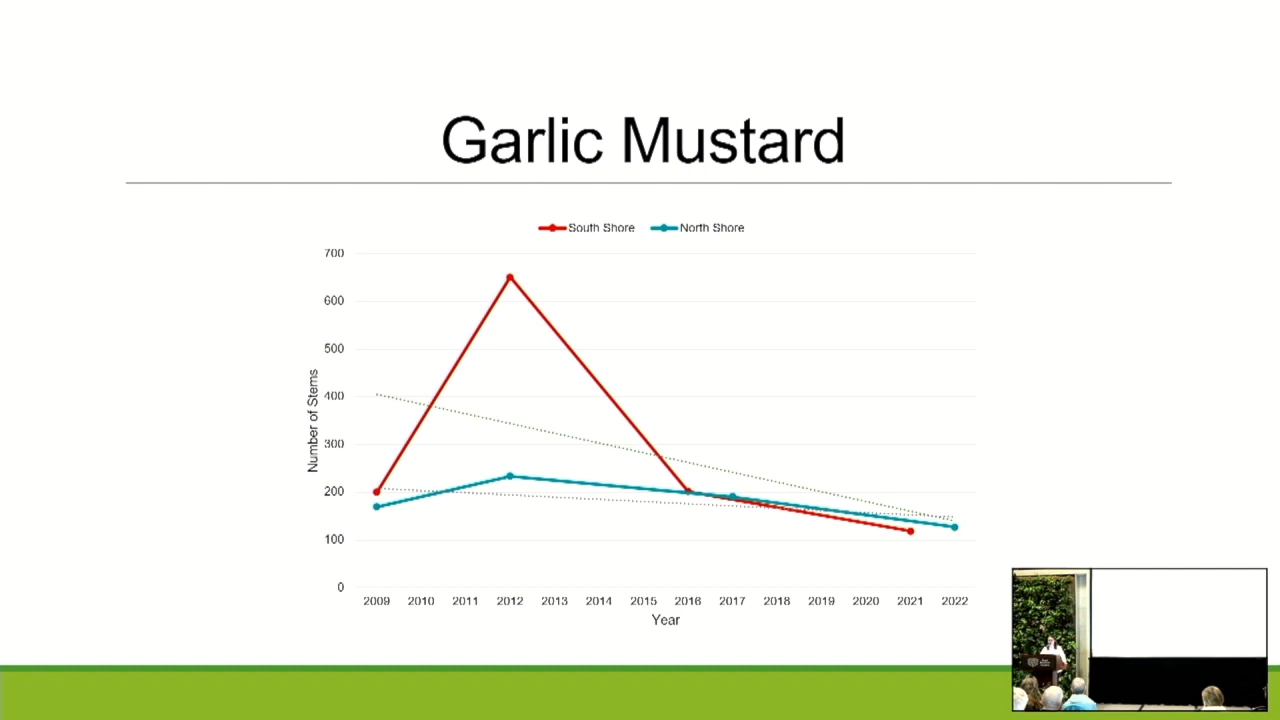 Garlic Mustard
South Shore North Shore
700
600
500
400
300
200
100
0
Number of Stems
2009 2010 2011 2012 2013 2014 2015 2016 2017 2018 2019 2020 2021 2022
Year